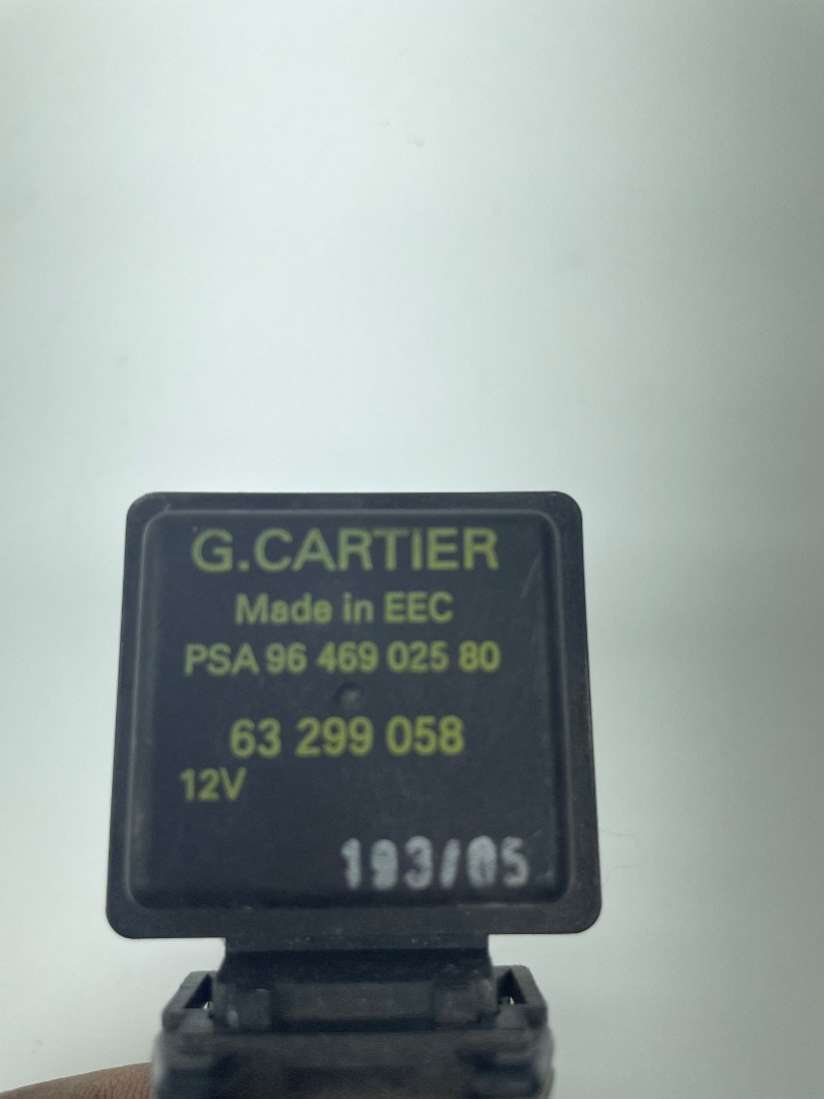 G.CARTIER
Made in EEC
PSA 96 469 025 80
63 299 058
12V
193/05